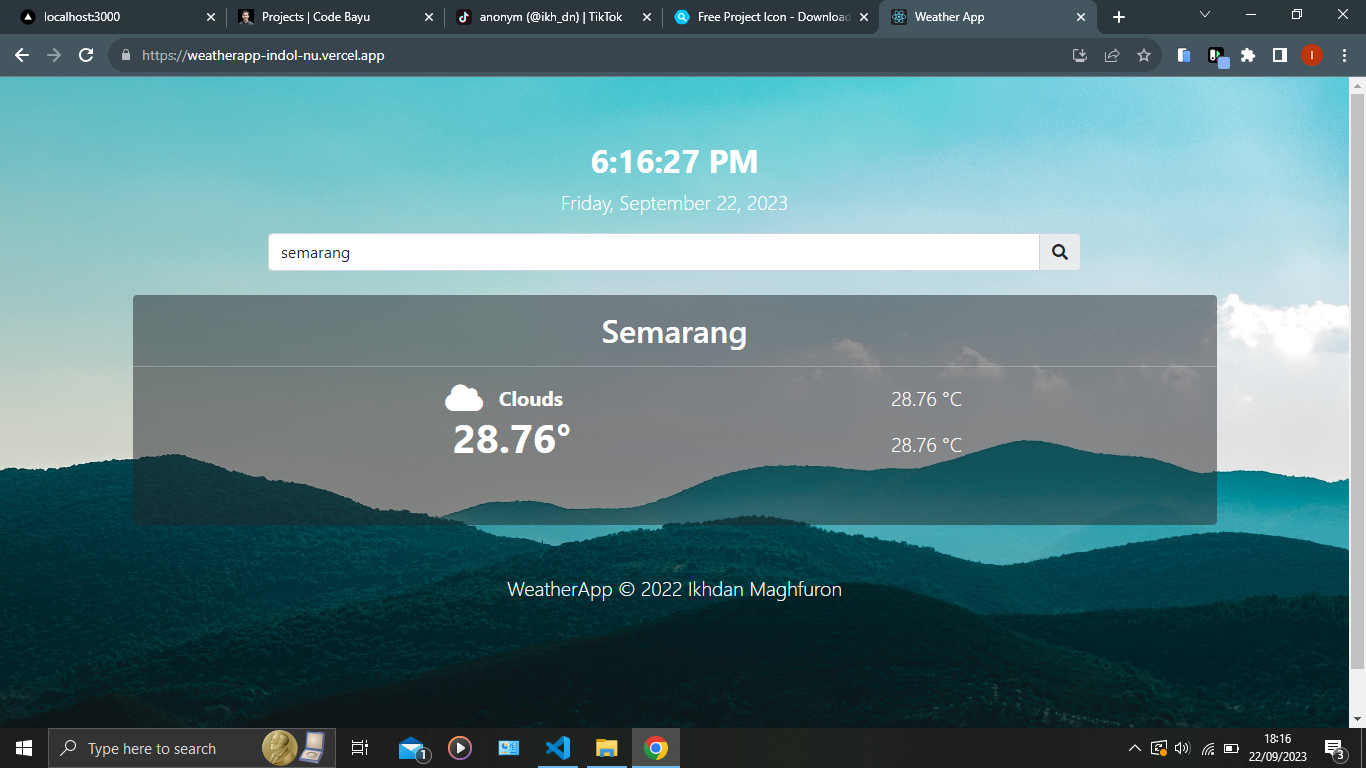 localhost:3000
Projects | Code Bayu
anonym (@ikh_dn) | TikTok
Free Project Icon - Download
Weather App
https://weatherapp-indol-nu.vercel.app
I
6:16:27 PM
Friday, September 22, 2023
semarang
Semarang
Clouds
28.76 °C
28.76°
28.76 °C
WeatherApp © 2022 Ikhdan Maghfuron
Type here to search
1
18:16
22/09/2023
3